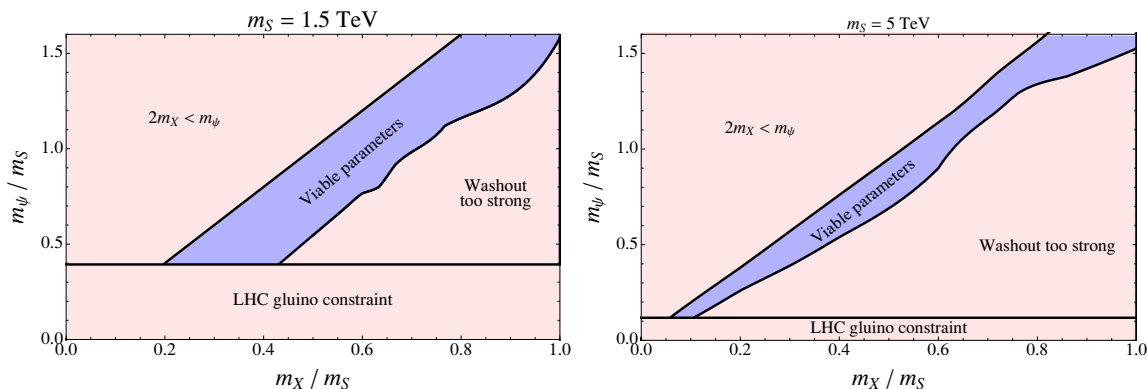 m_S = 1.5 TeV
1.5
1.0
0.5
0.0
m_ψ / m_S
2m_X < m_ψ
Viable parameters
Washout
too strong
LHC gluino constraint
0.0 0.2 0.4 0.6 0.8 1.0
m_X / m_S
m_S = 5 TeV
1.5
1.0
0.5
0.0
m_ψ / m_S
2m_X < m_ψ
Viable parameters
Washout too strong
LHC gluino constraint
0.0 0.2 0.4 0.6 0.8 1.0
m_X / m_S